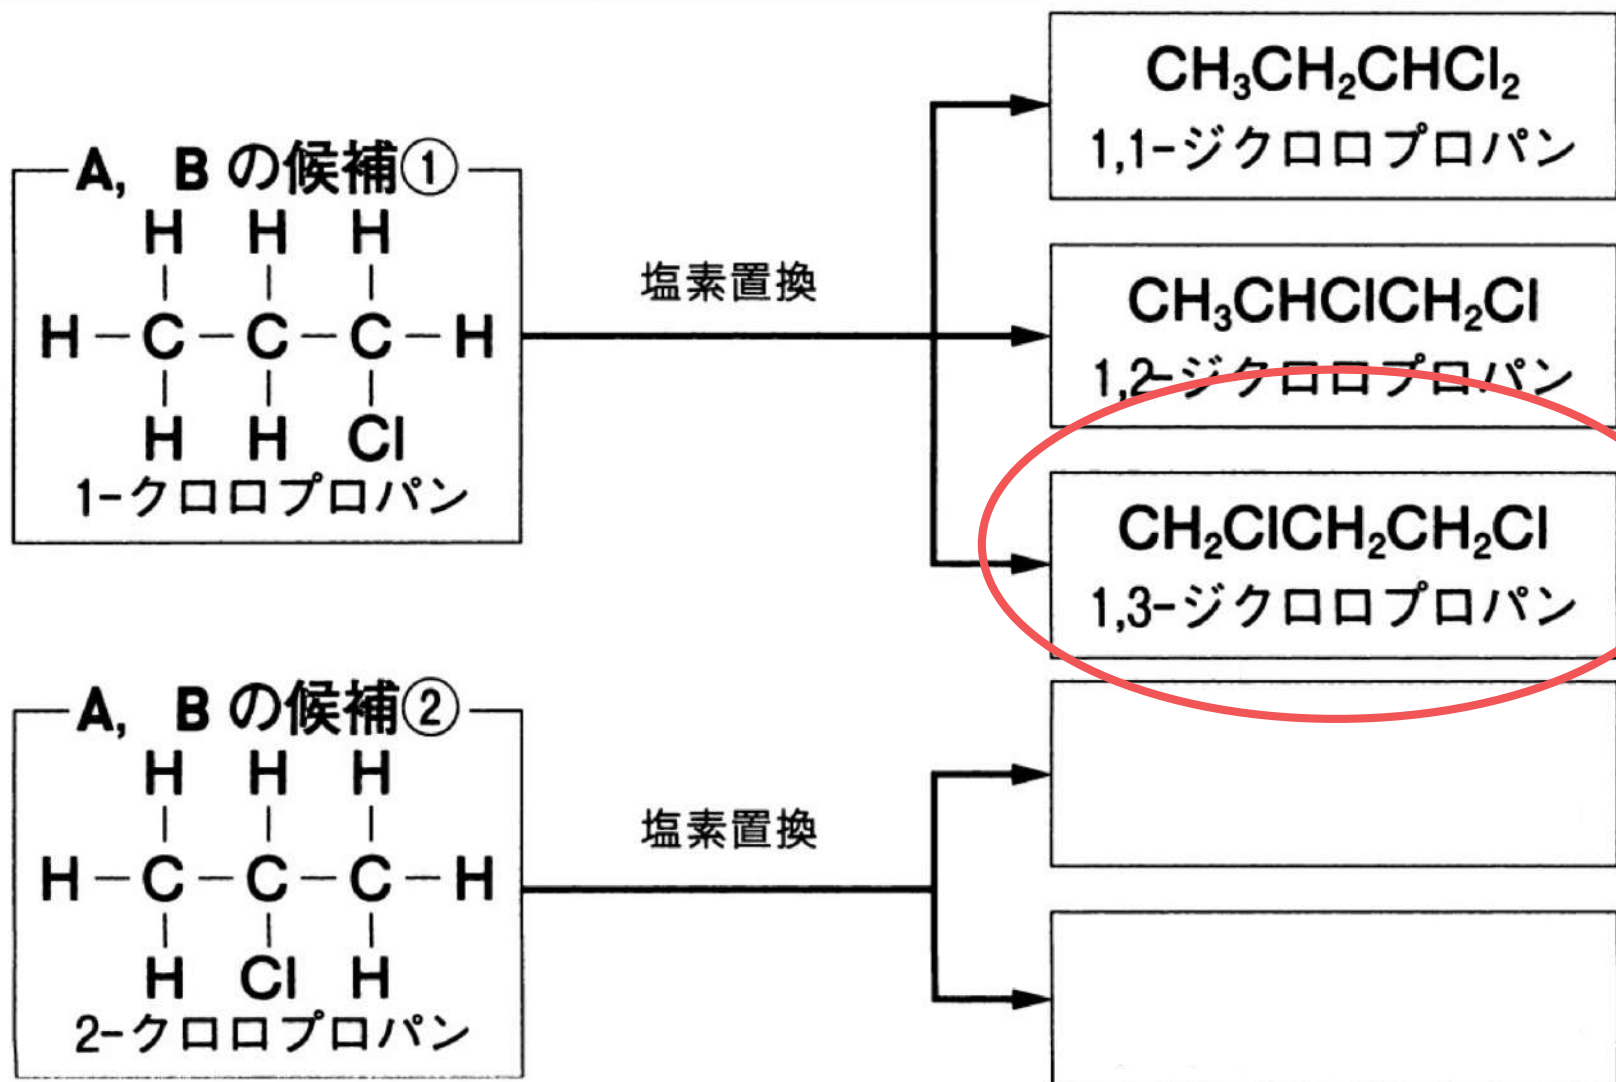 A, B の候補①
H H H
H－C－C－C－H
H H Cl
1-クロロプロパン
塩素置換
CH₃CH₂CHCl₂
1,1-ジクロロプロパン
CH₃CHClCH₂Cl
1,2-ジクロロプロパン
CH₂ClCH₂CH₂Cl
1,3-ジクロロプロパン
A, B の候補②
H H H
H－C－C－C－H
H Cl H
2-クロロプロパン
塩素置換